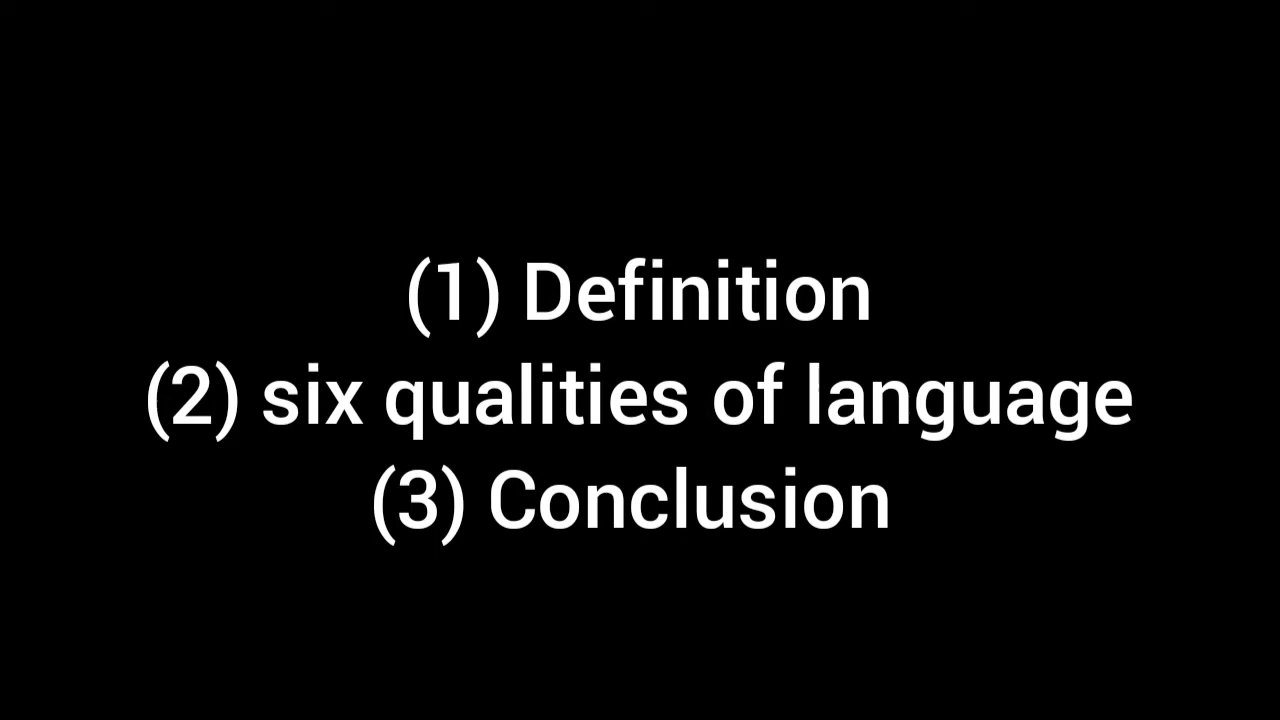 (1) Definition
(2) six qualities of language
(3) Conclusion